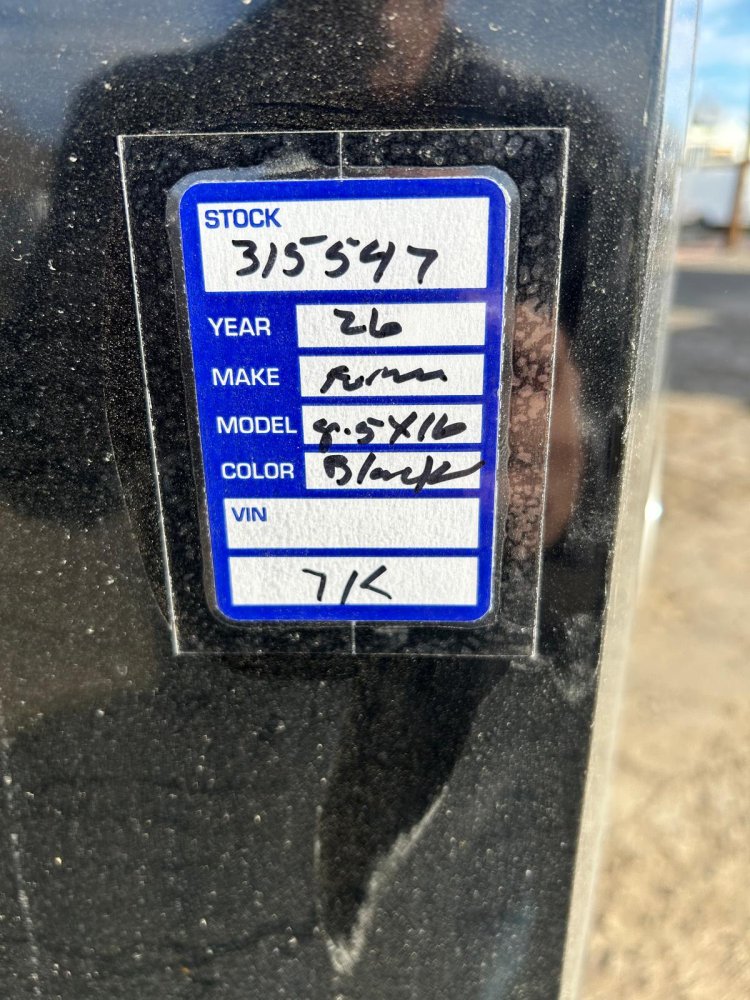 STOCK
315547
YEAR 26
MAKE
MODEL 8.5X16
COLOR Black
VIN
7K